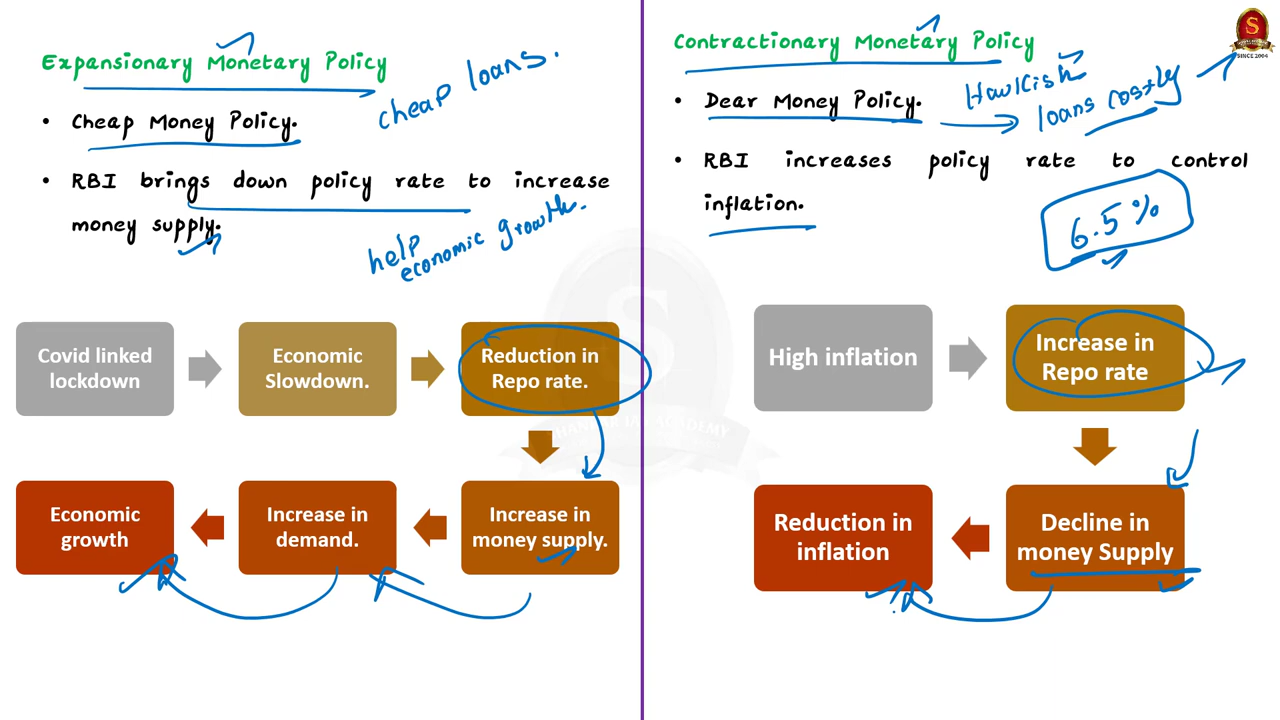 Expansionary Monetary Policy
cheap loans.
• Cheap Money Policy.
• RBI brings down policy rate to increase
money supply.
help
economic growth.
Covid linked
lockdown
Economic
Slowdown.
Reduction in
Repo rate.
Increase in
money supply.
Increase in
demand.
Economic
growth
Contractionary Monetary Policy
• Dear Money Policy.
Hawkish
loans costly
• RBI increases policy rate to control
inflation.
6.5%
High inflation
Increase in
Repo rate
Decline in
money Supply
Reduction in
inflation
S
SINCE 2004